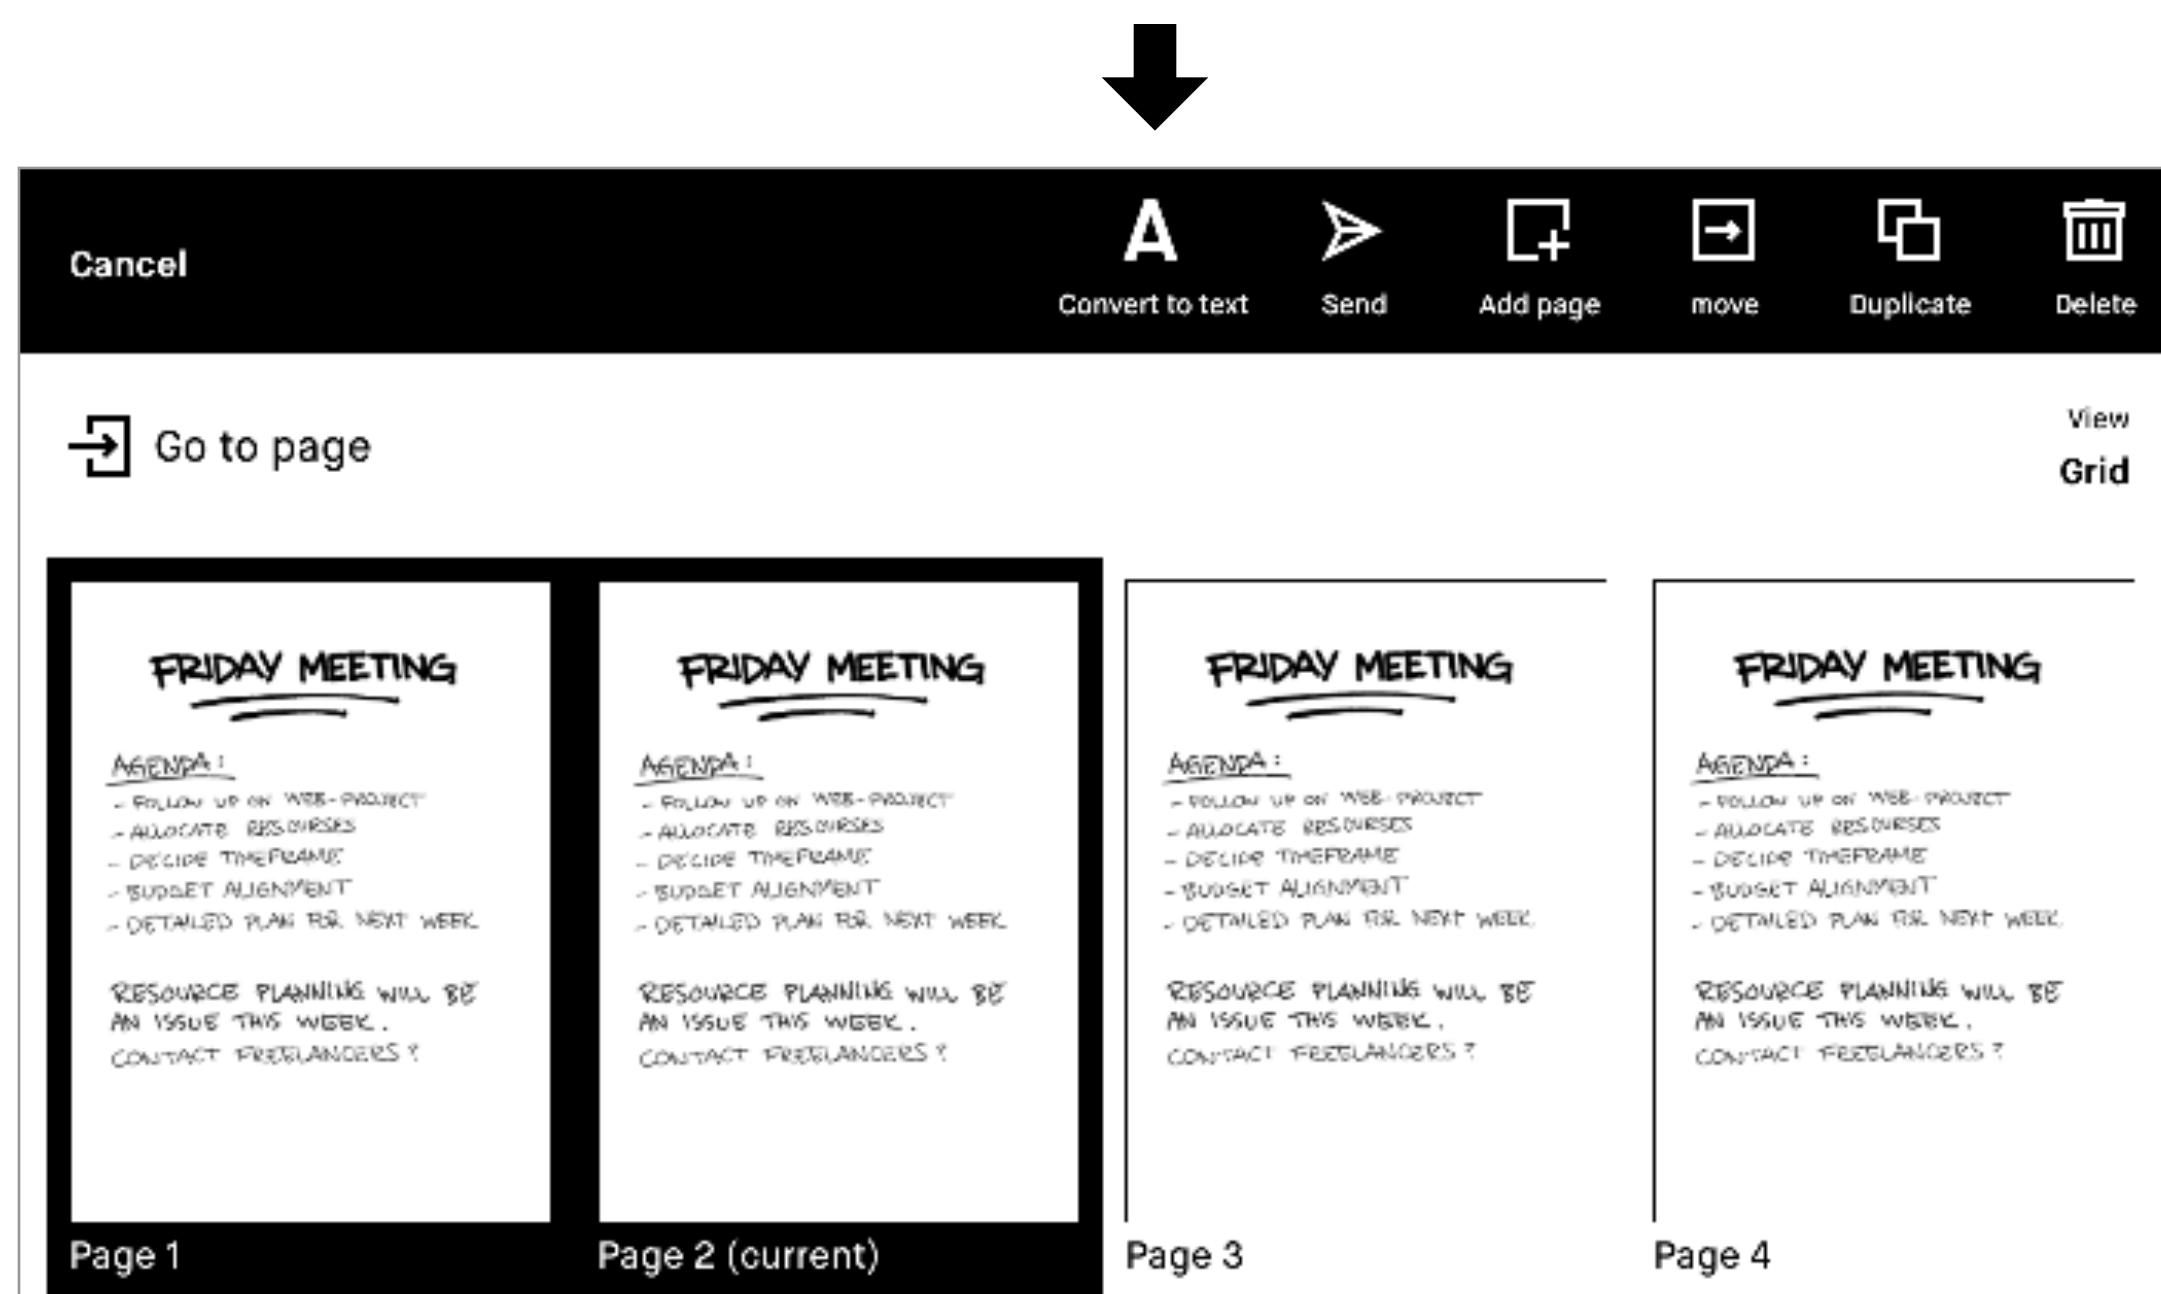 Cancel
A
Convert to text
Send
Add page
move
Duplicate
Delete
Go to page
View
Grid
FRIDAY MEETING
AGENDA:
- FOLLOW UP ON WEB-PROJECT
- ALLOCATE RESOURSES
- DECIDE TIMEFRAME
- BUDGET ALIGNMENT
- DETAILED PLAN FOR NEXT WEEK
RESOURCE PLANNING WILL BE
AN ISSUE THIS WEEK.
CONTACT FREELANCERS?
Page 1
FRIDAY MEETING
AGENDA:
- FOLLOW UP ON WEB-PROJECT
- ALLOCATE RESOURSES
- DECIDE TIMEFRAME
- BUDGET ALIGNMENT
- DETAILED PLAN FOR NEXT WEEK
RESOURCE PLANNING WILL BE
AN ISSUE THIS WEEK.
CONTACT FREELANCERS?
Page 2 (current)
FRIDAY MEETING
AGENDA:
- FOLLOW UP ON WEB-PROJECT
- ALLOCATE RESOURSES
- DECIDE TIMEFRAME
- BUDGET ALIGNMENT
- DETAILED PLAN FOR NEXT WEEK
RESOURCE PLANNING WILL BE
AN ISSUE THIS WEEK.
CONTACT FREELANCERS?
Page 3
FRIDAY MEETING
AGENDA:
- FOLLOW UP ON WEB-PROJECT
- ALLOCATE RESOURSES
- DECIDE TIMEFRAME
- BUDGET ALIGNMENT
- DETAILED PLAN FOR NEXT WEEK
RESOURCE PLANNING WILL BE
AN ISSUE THIS WEEK.
CONTACT FREELANCERS?
Page 4